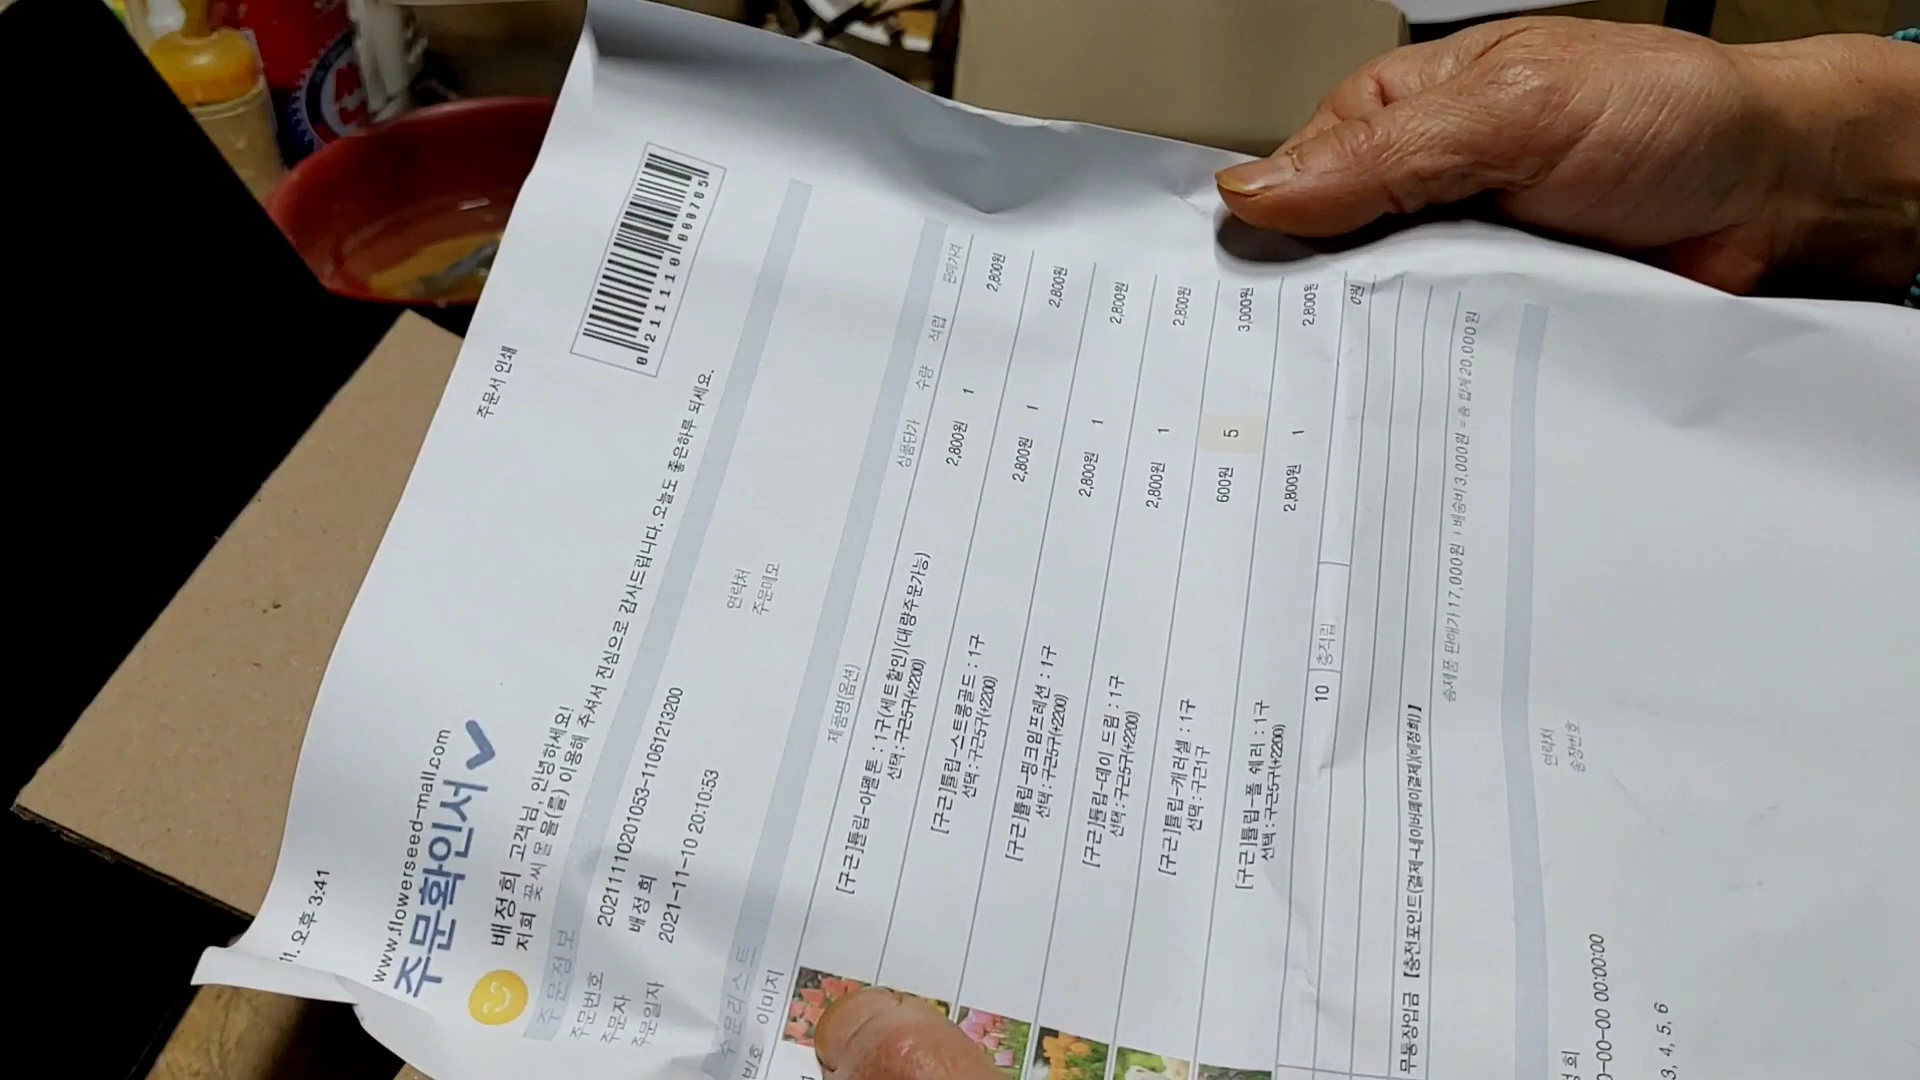 11. 오후 3:41
주문서 인쇄
www.flowerseed-mall.com
주문확인서
0211110000705
배정희 고객님, 안녕하세요!
저희 꽃씨몰 을(를) 이용해 주셔서 진심으로 감사드립니다. 오늘도 좋은하루 되세요.
주문정보
주문번호 20211110201053-11061213200
주문자 배정희 연락처
주문일자 2021-11-10 20:10:53 주문메모
주문리스트
번호 이미지 제품명(옵션) 상품단가 수량 적립 판매가격
1 [구근]튤립-아펠톤 : 1구(세트할인)(대량주문가능) 2,800원 1 2,800원
선택 : 구근5구(+2200)
[구근]튤립-스트롱골드 : 1구 2,800원 1 2,800원
선택 : 구근5구(+2200)
[구근]튤립-핑크임프레션 : 1구 2,800원 1 2,800원
선택 : 구근5구(+2200)
[구근]튤립-데이 드림 : 1구 2,800원 1 2,800원
선택 : 구근5구(+2200)
[구근]튤립-캐러셀 : 1구 600원 5 3,000원
선택 : 구근1구
[구근]튤립-폴 쉐러 : 1구 2,800원 1 2,800원
선택 : 구근5구(+2200)
10 총적립 0원
무통장입금 [충전포인트(결제-네이버페이결제)(배정희)]
총제품 판매가 17,000원 + 배송비 3,000원 = 총 합계 20,000원
정희 연락처
0-00-00 00:00:00 송장번호
3, 4, 5, 6